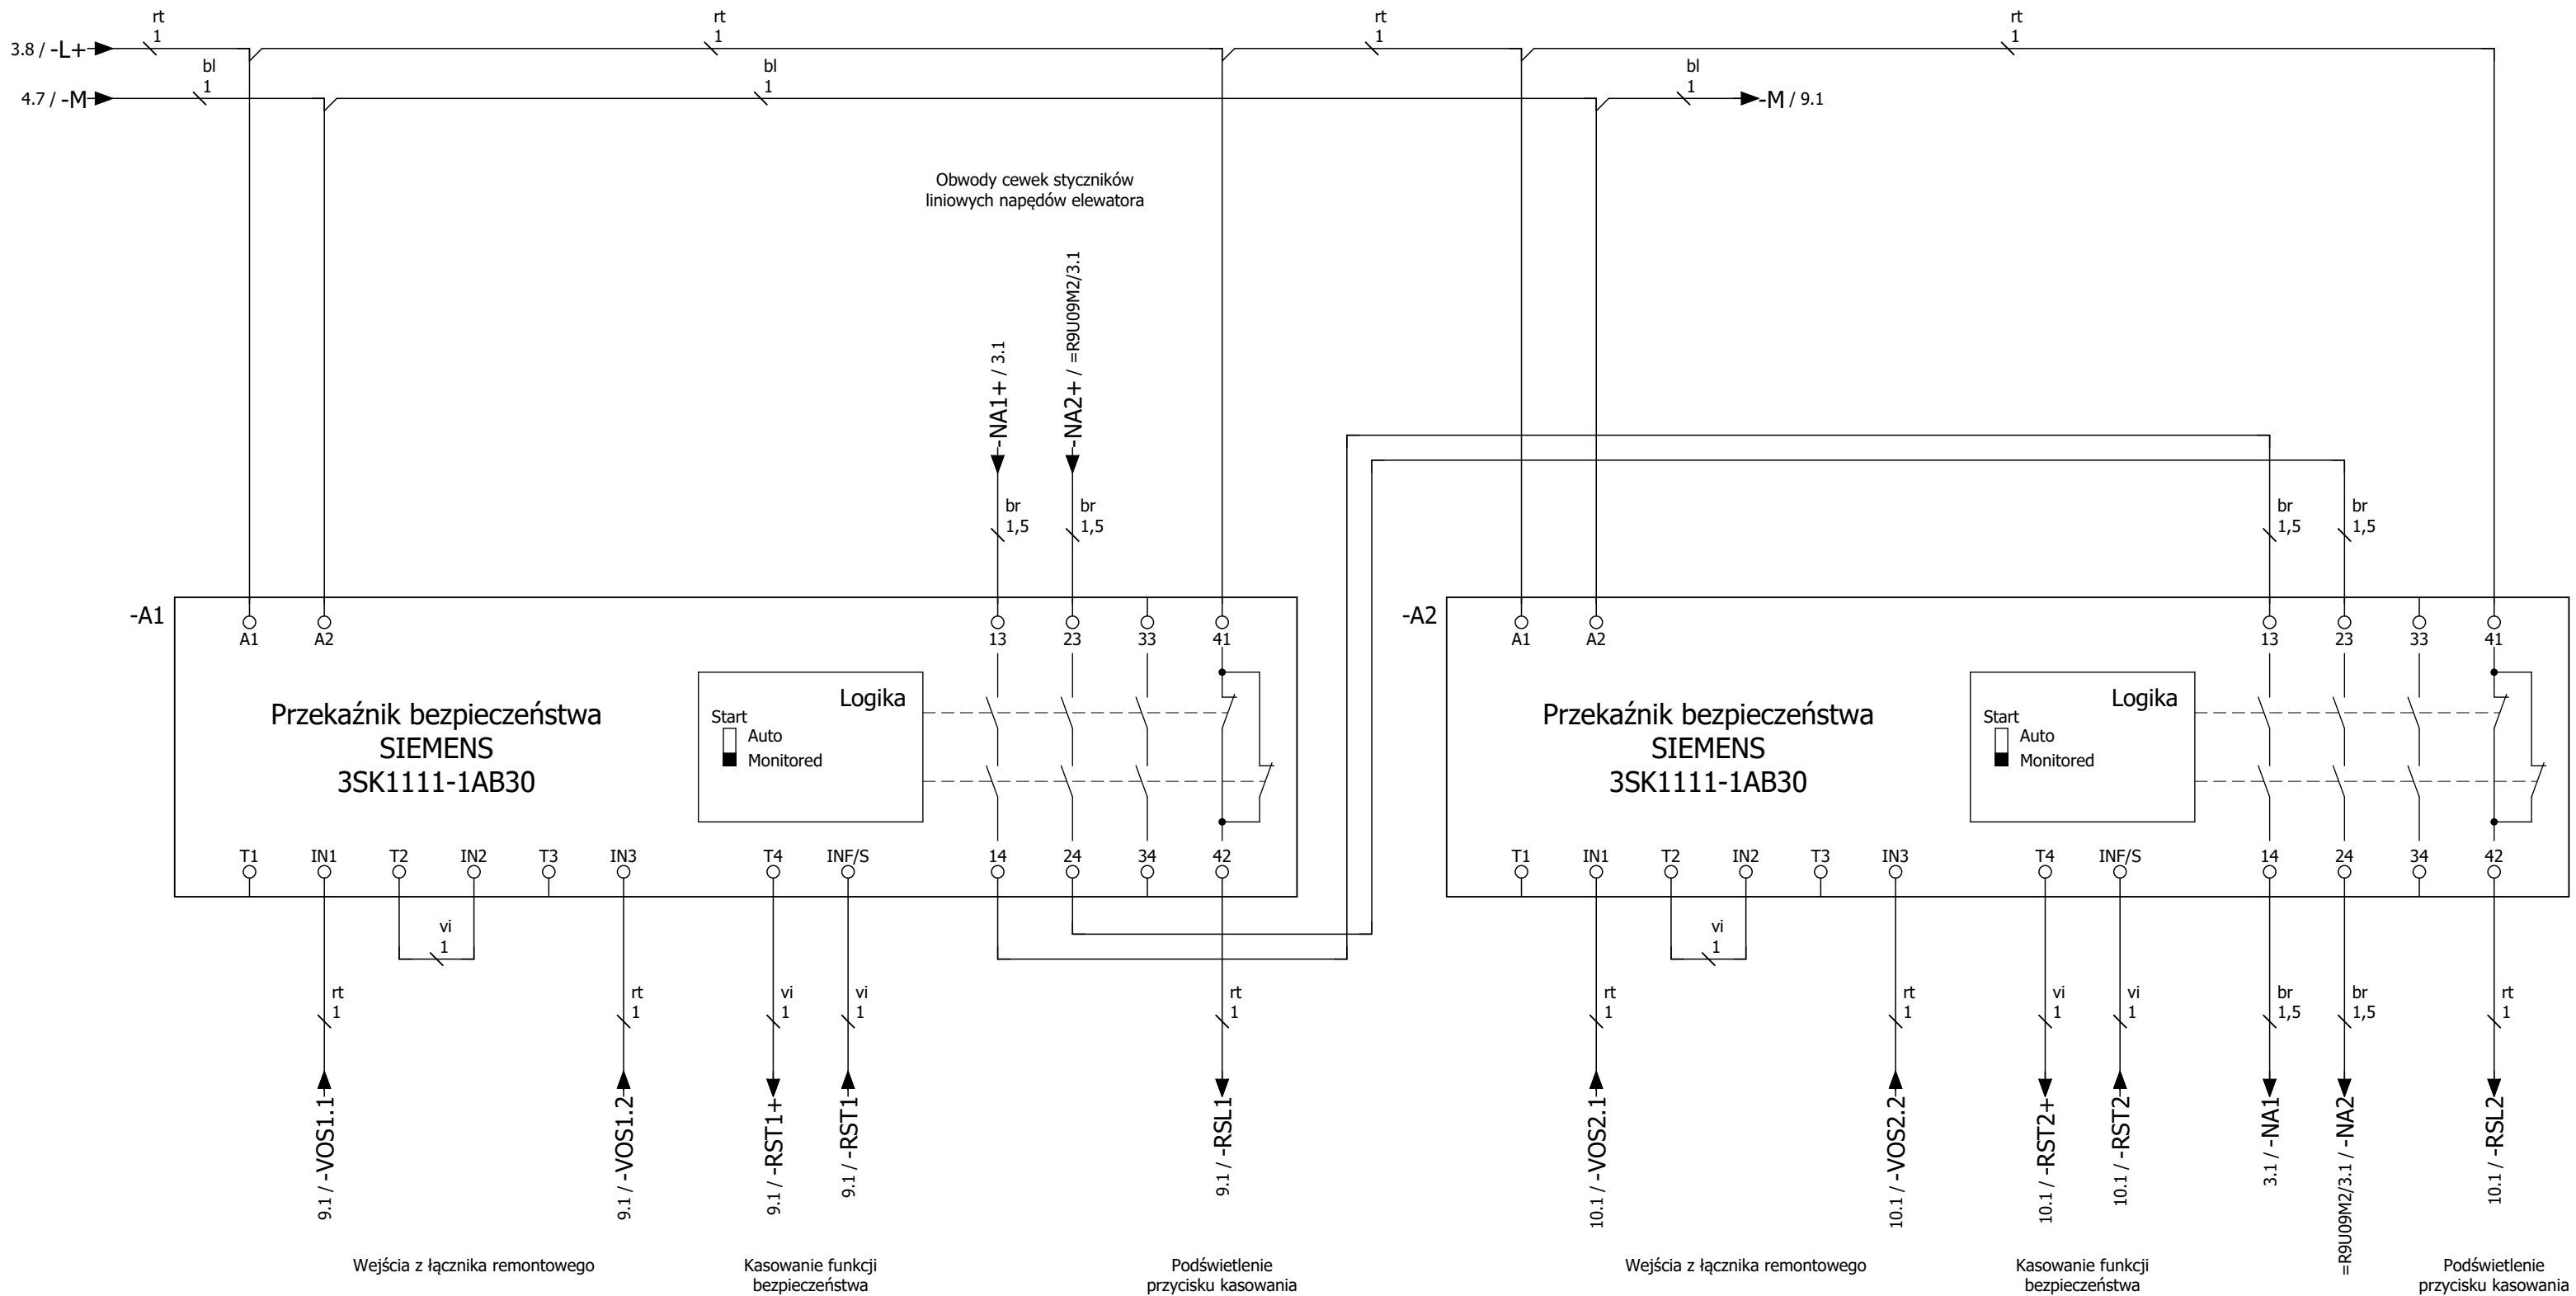 rt
1
rt
1
rt
1
rt
1
3.8 / -L+
bl
1
bl
1
bl
1
4.7 / -M
-M / 9.1
Obwody cewek styczników
liniowych napędów elewatora
-NA1+ / 3.1
-NA2+ / =R9U09M2/3.1
br
1,5
br
1,5
br
1,5
br
1,5
-A1
A1
A2
13
23
33
41
Przekaźnik bezpieczeństwa
SIEMENS
3SK1111-1AB30
Logika
Start
Auto
Monitored
T1
IN1
T2
IN2
T3
IN3
T4
INF/S
14
24
34
42
vi
1
rt
1
rt
1
vi
1
vi
1
rt
1
9.1 / -VOS1.1
9.1 / -VOS1.2
9.1 / -RST1+
9.1 / -RST1
9.1 / -RSL1
Wejścia z łącznika remontowego
Kasowanie funkcji
bezpieczeństwa
Podświetlenie
przycisku kasowania
-A2
A1
A2
13
23
33
41
Przekaźnik bezpieczeństwa
SIEMENS
3SK1111-1AB30
Logika
Start
Auto
Monitored
T1
IN1
T2
IN2
T3
IN3
T4
INF/S
14
24
34
42
vi
1
rt
1
rt
1
vi
1
vi
1
br
1,5
br
1,5
rt
1
10.1 / -VOS2.1
10.1 / -VOS2.2
10.1 / -RST2+
10.1 / -RST2
3.1 / -NA1
=R9U09M2/3.1 / -NA2
10.1 / -RSL2
Wejścia z łącznika remontowego
Kasowanie funkcji
bezpieczeństwa
Podświetlenie
przycisku kasowania